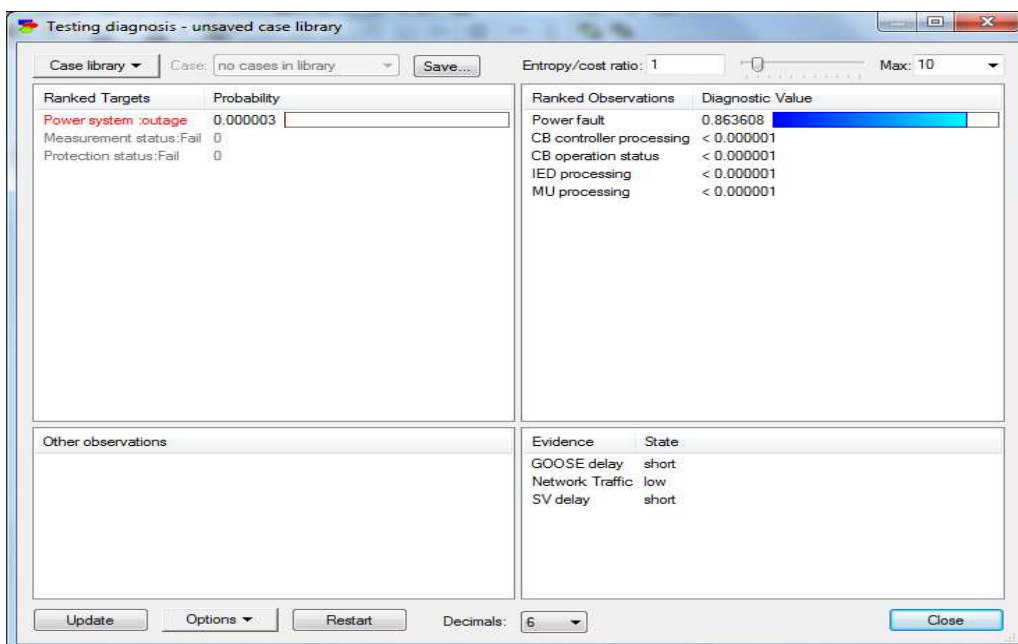 Testing diagnosis - unsaved case library
Case library Case: no cases in library Save... Entropy/cost ratio: 1 Max: 10
Ranked Targets Probability
Power system :outage 0.000003
Measurement status:Fail 0
Protection status:Fail 0
Ranked Observations Diagnostic Value
Power fault 0.863608
CB controller processing < 0.000001
CB operation status < 0.000001
IED processing < 0.000001
MU processing < 0.000001
Other observations
Evidence State
GOOSE delay short
Network Traffic low
SV delay short
Update Options Restart Decimals: 6 Close